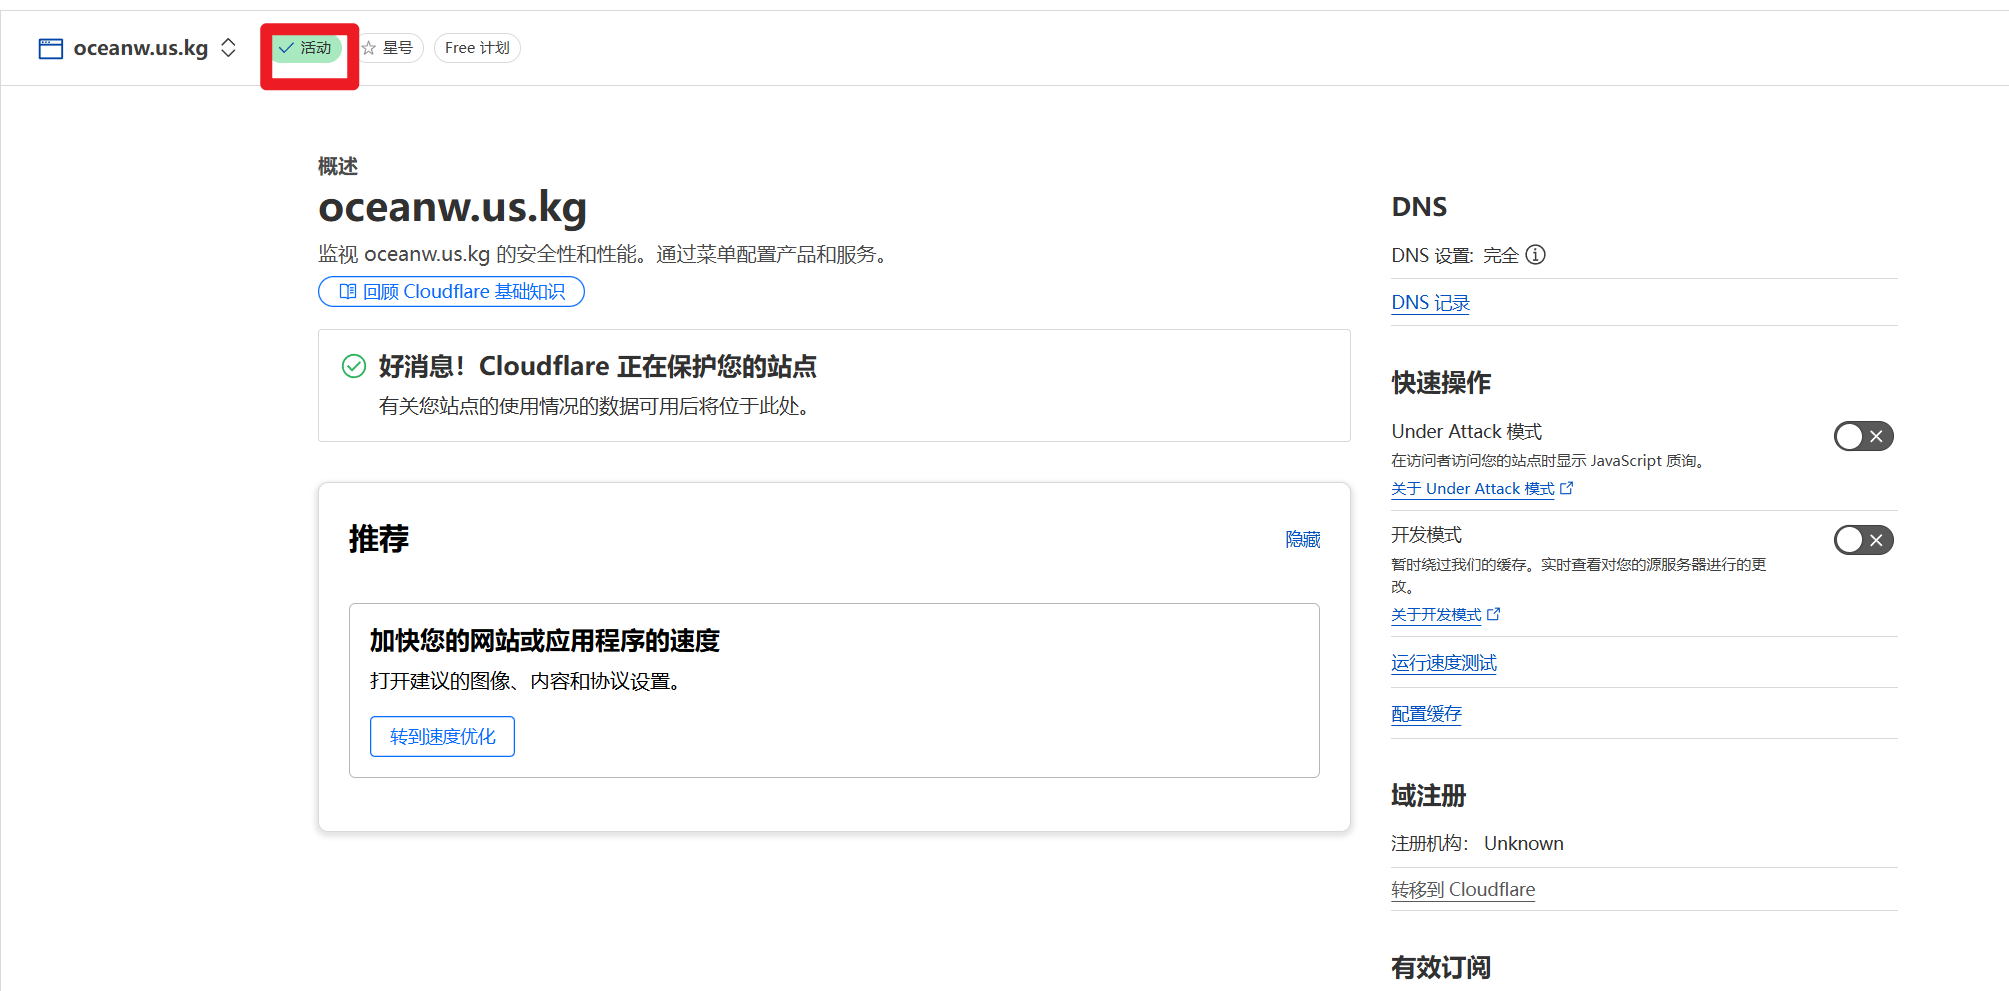 oceanw.us.kg
活动
星号
Free 计划
概述
oceanw.us.kg
监视 oceanw.us.kg 的安全性和性能。通过菜单配置产品和服务。
回顾 Cloudflare 基础知识
好消息！Cloudflare 正在保护您的站点
有关您站点的使用情况的数据可用后将位于此处。
推荐
隐藏
加快您的网站或应用程序的速度
打开建议的图像、内容和协议设置。
转到速度优化
DNS
DNS 设置: 完全
DNS 记录
快速操作
Under Attack 模式
在访问者访问您的站点时显示 JavaScript 质询。
关于 Under Attack 模式
开发模式
暂时绕过我们的缓存。实时查看对您的源服务器进行的更
改。
关于开发模式
运行速度测试
配置缓存
域注册
注册机构： Unknown
转移到 Cloudflare
有效订阅